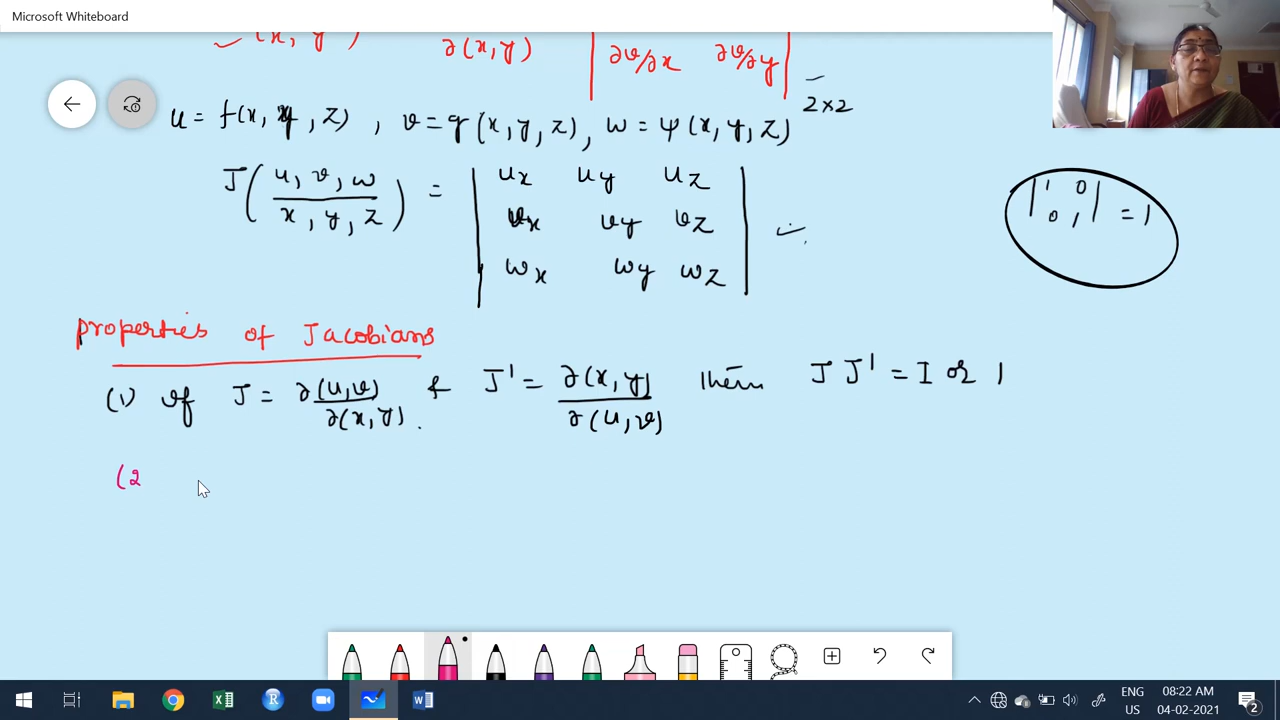 Microsoft Whiteboard
(x, y) ∂(x, y) | ∂v/∂x ∂v/∂y |
2×2
u = f(x, y, z), v = g(x, y, z), w = ψ(x, y, z)
J(u, v, w / x, y, z) = | ux uy uz
vx vy vz
wx wy wz |
|1 0
0 1| = 1
properties of Jacobians
(1) If J = ∂(u,v)/∂(x,y) & J' = ∂(x,y)/∂(u,v) then J J' = I or 1
(2
ENG 08:22 AM
US 04-02-2021
2